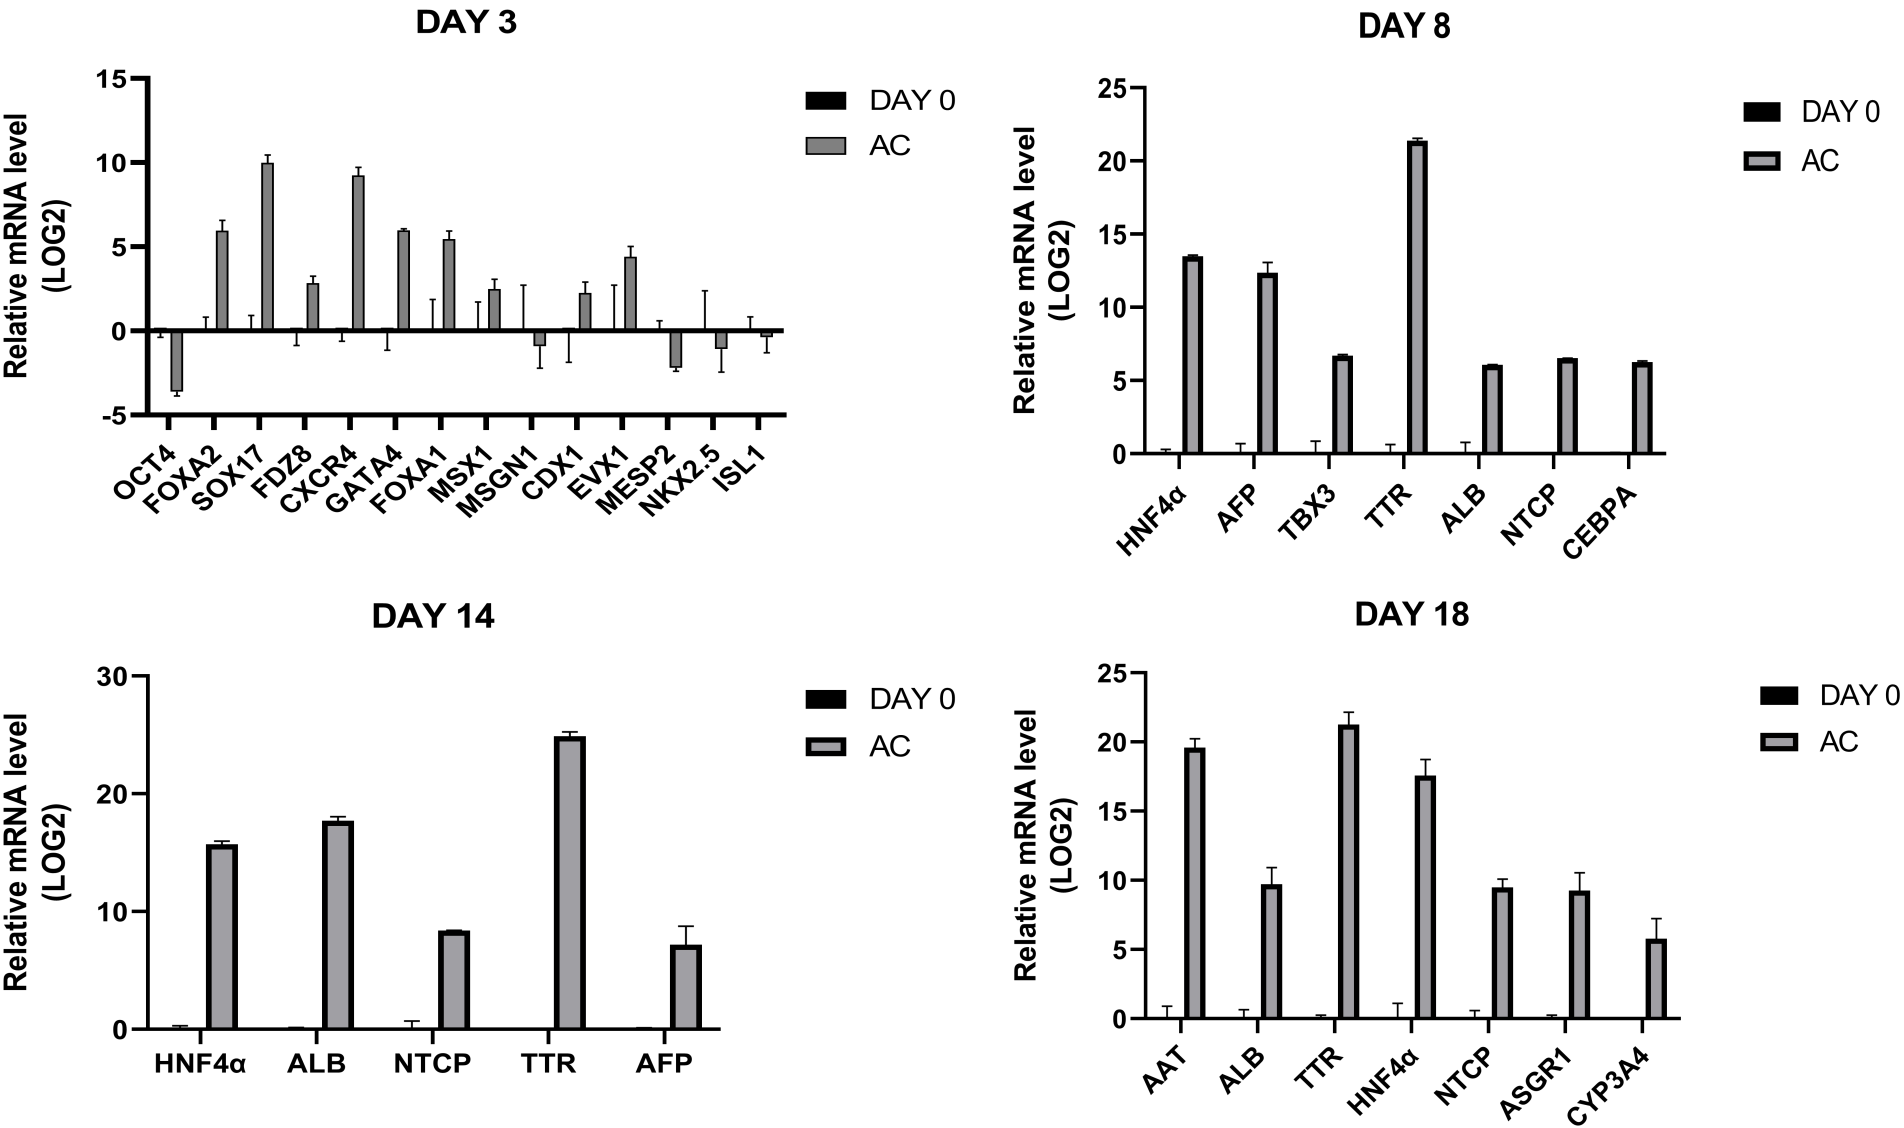 DAY 3
Relative mRNA level
(LOG2)
15
10
5
0
-5
OCT4
FOXA2
SOX17
FDZ8
CXCR4
GATA4
FOXA1
MSX1
MSGN1
CDX1
EVX1
MESP2
NKX2.5
ISL1
DAY 0
AC
DAY 8
Relative mRNA level
(LOG2)
25
20
15
10
5
0
HNF4α
AFP
TBX3
TTR
ALB
NTCP
CEBPA
DAY 0
AC
DAY 14
Relative mRNA level
(LOG2)
30
20
10
0
HNF4α
ALB
NTCP
TTR
AFP
DAY 0
AC
DAY 18
Relative mRNA level
(LOG2)
25
20
15
10
5
0
AAT
ALB
TTR
HNF4α
NTCP
ASGR1
CYP3A4
DAY 0
AC